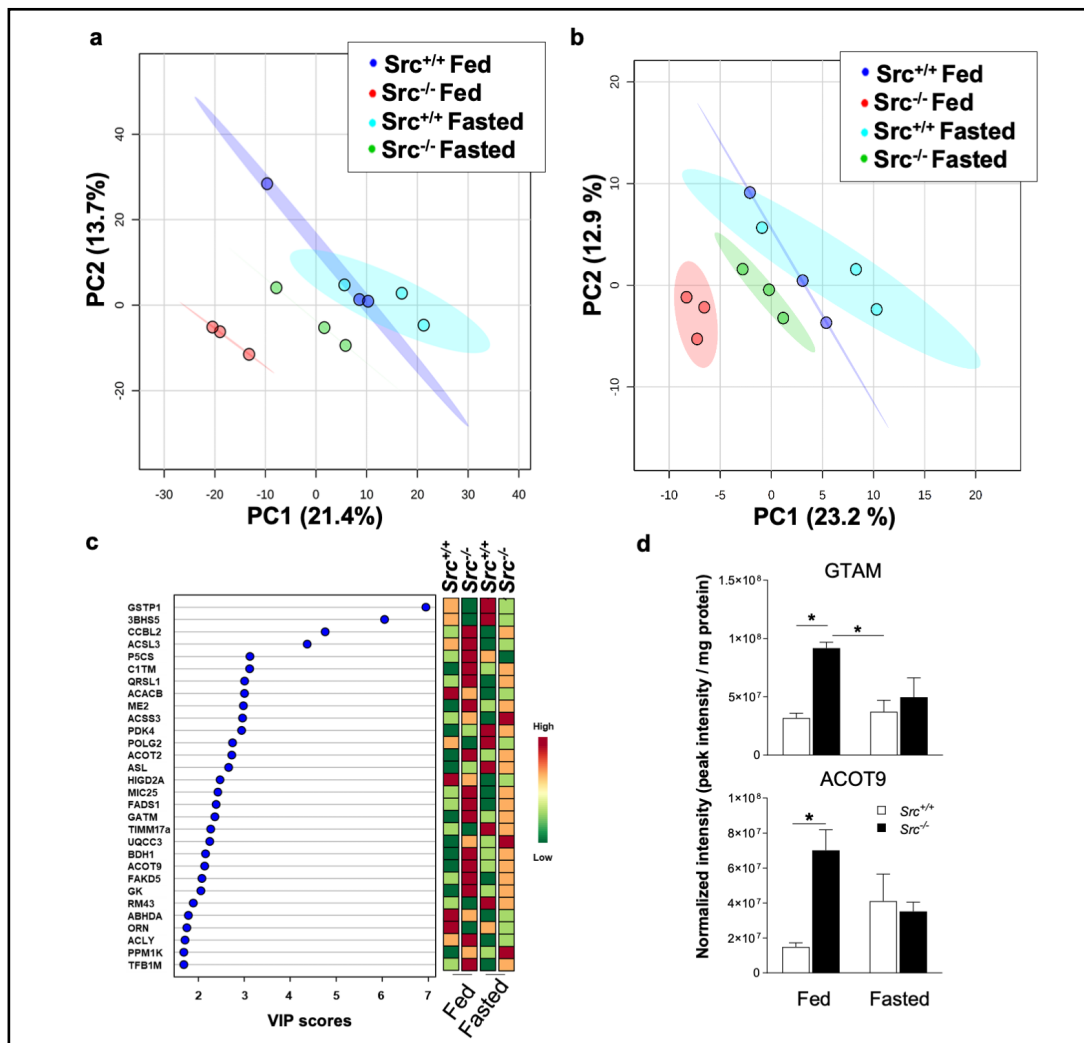 a
Src+/+ Fed
Src-/- Fed
Src+/+ Fasted
Src-/- Fasted
PC2 (13.7%)
40
20
0
-20
-30 -20 -10 0 10 20 30 40
PC1 (21.4%)
b
Src+/+ Fed
Src-/- Fed
Src+/+ Fasted
Src-/- Fasted
PC2 (12.9 %)
20
10
0
-10
-10 -5 0 5 10 15 20
PC1 (23.2 %)
c
Src+/+ Src-/- Src+/+ Src-/-
GSTP1
3BHS5
CCBL2
ACSL3
P5CS
C1TM
QRSL1
ACACB
ME2
ACSS3
PDK4
POLG2
ACOT2
ASL
HIGD2A
MIC25
FADS1
GATM
TIMM17a
UQCC3
BDH1
ACOT9
FAKD5
GK
RM43
ABHDA
ORN
ACLY
PPM1K
TFB1M
2 3 4 5 6 7
VIP scores
Fed Fasted
High
Low
d
Normalized intensity (peak intensity / mg protein)
GTAM
1.5×10⁸
1×10⁸
5×10⁷
0
* *
ACOT9
1×10⁸
8×10⁷
6×10⁷
4×10⁷
2×10⁷
0
*
Src+/+
Src-/-
Fed Fasted